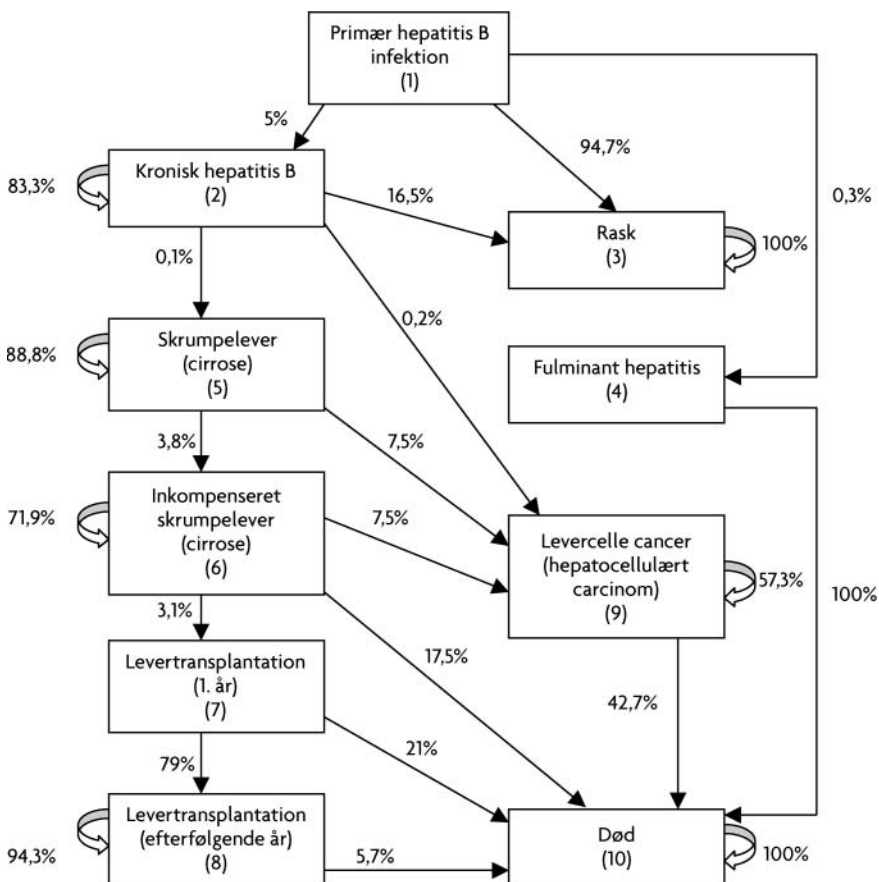 Primær hepatitis B
infektion
(1)
5%
94,7%
0,3%
Kronisk hepatitis B
(2)
83,3%
16,5%
Rask
(3)
100%
0,1%
0,2%
Skrumpelever
(cirrose)
(5)
88,8%
Fulminant hepatitis
(4)
3,8%
7,5%
Inkompenseret
skrumpelever
(cirrose)
(6)
71,9%
7,5%
Levercelle cancer
(hepatocellulært
carcinom)
(9)
57,3%
100%
3,1%
17,5%
Levertransplantation
(1. år)
(7)
42,7%
79%
21%
Levertransplantation
(efterfølgende år)
(8)
94,3%
5,7%
Død
(10)
100%